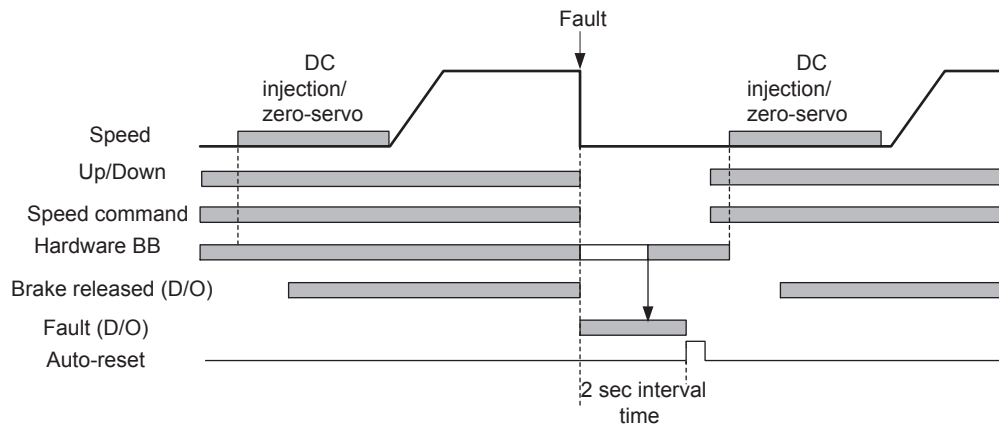 Fault
DC
injection/
zero-servo
DC
injection/
zero-servo
Speed
Up/Down
Speed command
Hardware BB
Brake released (D/O)
Fault (D/O)
Auto-reset
2 sec interval
time